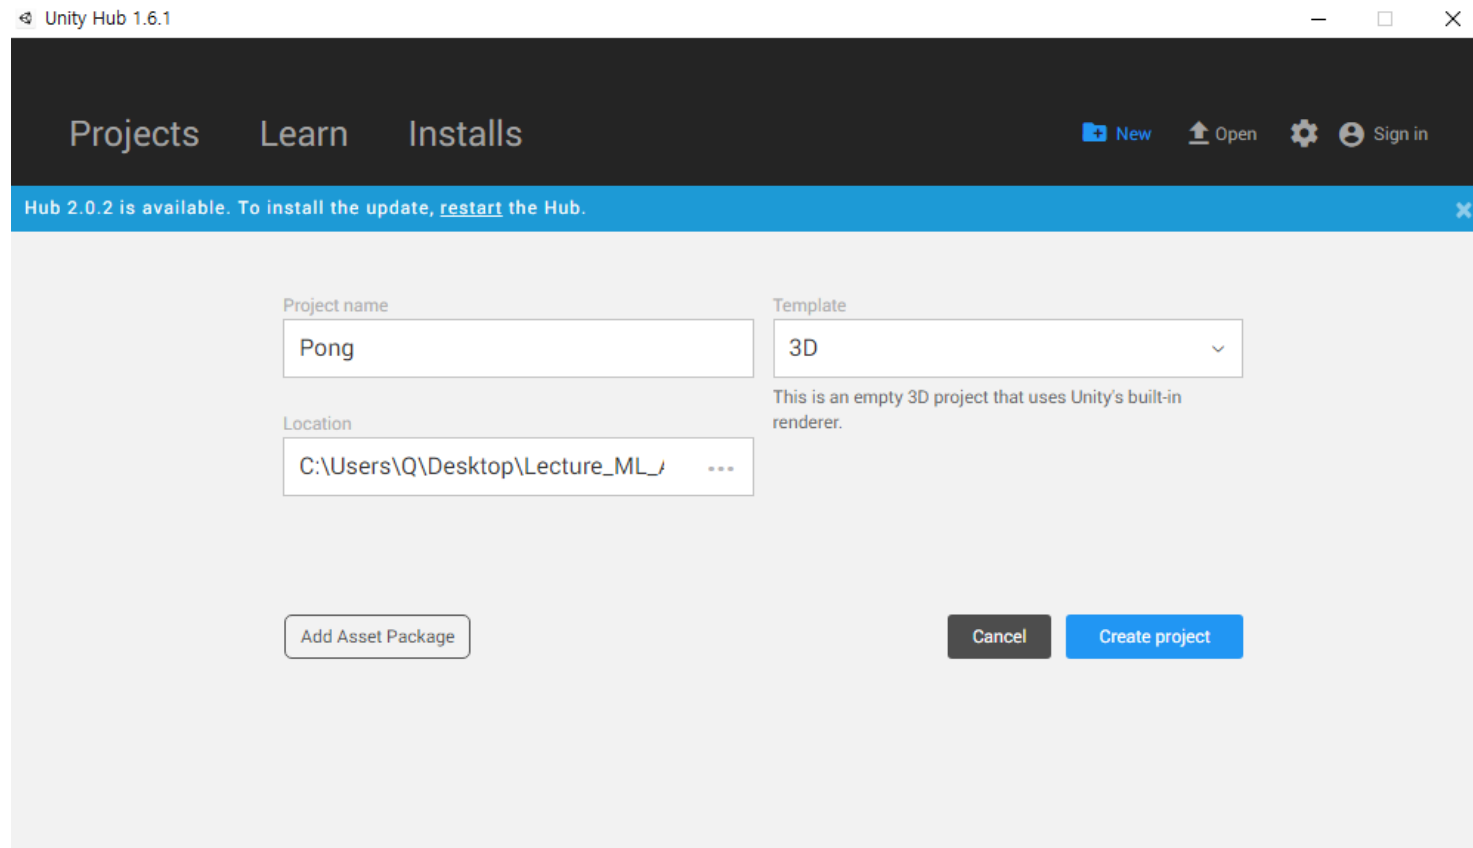 Unity Hub 1.6.1
Projects Learn Installs New Open Sign in
Hub 2.0.2 is available. To install the update, restart the Hub.
Project name
Pong
Template
3D
This is an empty 3D project that uses Unity's built-in
renderer.
Location
C:\Users\Q\Desktop\Lecture_ML_
Add Asset Package
Cancel
Create project